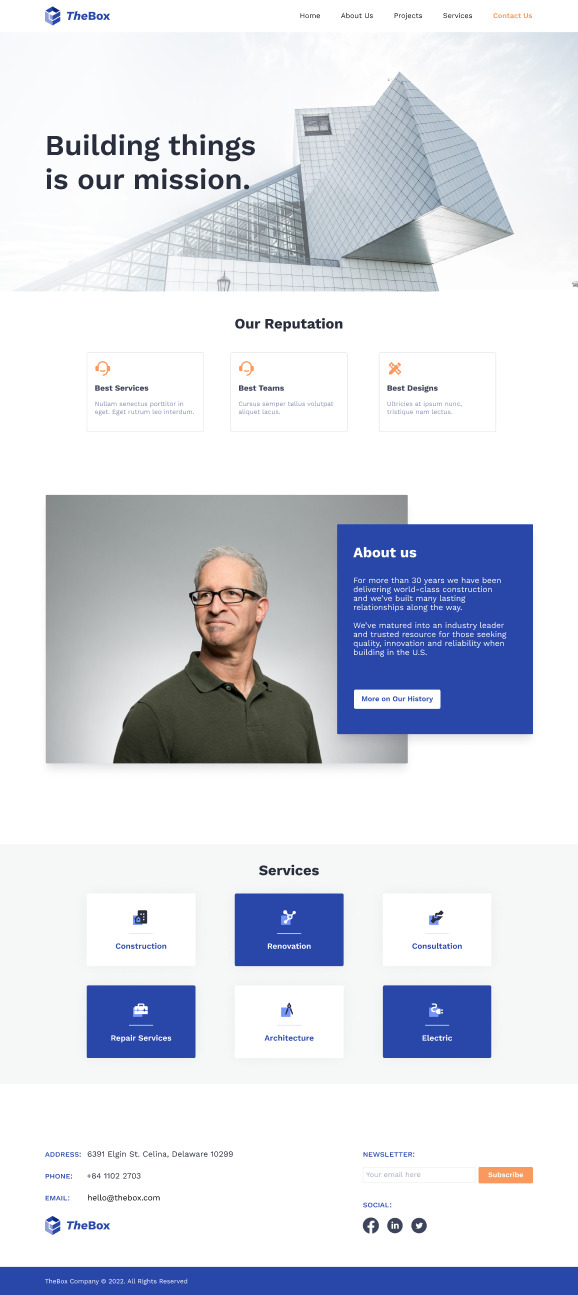 TheBox
Home About Us Projects Services Contact Us
Building things
is our mission.
Our Reputation
Best Services
Nullam senectus porttitor in
eget. Eget rutrum leo interdum.
Best Teams
Cursus semper tellus volutpat
aliquet lacus.
Best Designs
Ultricies at ipsum nunc,
tristique nam lectus.
About us
For more than 30 years we have been
delivering world-class construction
and we've built many lasting
relationships along the way.
We've matured into an industry leader
and trusted resource for those seeking
quality, innovation and reliability when
building in the U.S.
More on Our History
Services
Construction
Renovation
Consultation
Repair Services
Architecture
Electric
ADDRESS: 6391 Elgin St. Celina, Delaware 10299
PHONE: +84 1102 2703
EMAIL: hello@thebox.com
TheBox
NEWSLETTER:
Your email here
Subscribe
SOCIAL:
TheBox Company © 2022. All Rights Reserved